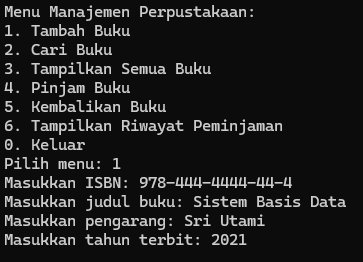 Menu Manajemen Perpustakaan:
1. Tambah Buku
2. Cari Buku
3. Tampilkan Semua Buku
4. Pinjam Buku
5. Kembalikan Buku
6. Tampilkan Riwayat Peminjaman
0. Keluar
Pilih menu: 1
Masukkan ISBN: 978-444-4444-44-4
Masukkan judul buku: Sistem Basis Data
Masukkan pengarang: Sri Utami
Masukkan tahun terbit: 2021